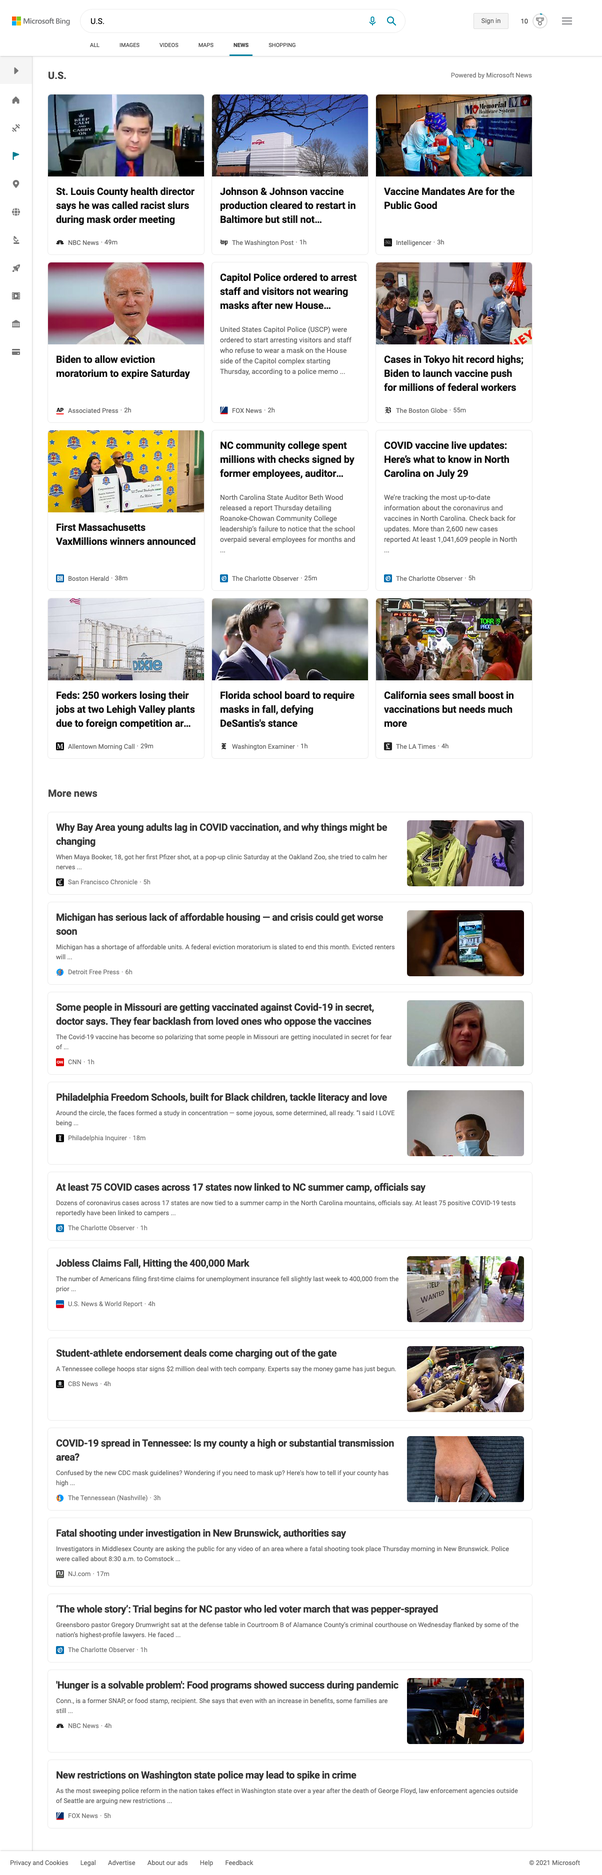 Microsoft Bing
U.S.
Sign in
10
ALL IMAGES VIDEOS MAPS NEWS SHOPPING
U.S.
Powered by Microsoft News
KEEP
CALM
CARRY
ON
St. Louis County health director
says he was called racist slurs
during mask order meeting
NBC News · 49m
Johnson & Johnson vaccine
production cleared to restart in
Baltimore but still not...
wp The Washington Post · 1h
Memorial
Vaccine Mandates Are for the
Public Good
Intelligencer · 3h
Biden to allow eviction
moratorium to expire Saturday
AP Associated Press · 2h
Capitol Police ordered to arrest
staff and visitors not wearing
masks after new House...
United States Capitol Police (USCP) were
ordered to start arresting visitors and staff
who refuse to wear a mask on the House
side of the Capitol complex starting
Thursday, according to a police memo ...
FOX News · 2h
HEY
Cases in Tokyo hit record highs;
Biden to launch vaccine push
for millions of federal workers
B The Boston Globe · 55m
First Massachusetts
VaxMillions winners announced
Boston Herald · 38m
NC community college spent
millions with checks signed by
former employees, auditor...
North Carolina State Auditor Beth Wood
released a report Thursday detailing
Roanoke-Chowan Community College
leadership's failure to notice that the school
overpaid several employees for months and
...
The Charlotte Observer · 25m
COVID vaccine live updates:
Here's what to know in North
Carolina on July 29
We're tracking the most up-to-date
information about the coronavirus and
vaccines in North Carolina. Check back for
updates. More than 2,600 new cases
reported At least 1,041,609 people in North
...
The Charlotte Observer · 5h
dixie
Feds: 250 workers losing their
jobs at two Lehigh Valley plants
due to foreign competition ar...
M Allentown Morning Call · 29m
Florida school board to require
masks in fall, defying
DeSantis's stance
Washington Examiner · 1h
California sees small boost in
vaccinations but needs much
more
The LA Times · 4h
More news
Why Bay Area young adults lag in COVID vaccination, and why things might be
changing
When Maya Booker, 18, got her first Pfizer shot, at a pop-up clinic Saturday at the Oakland Zoo, she tried to calm her
nerves ...
San Francisco Chronicle · 5h
Michigan has serious lack of affordable housing — and crisis could get worse
soon
Michigan has a shortage of affordable units. A federal eviction moratorium is slated to end this month. Evicted renters
will ...
Detroit Free Press · 6h
Some people in Missouri are getting vaccinated against Covid-19 in secret,
doctor says. They fear backlash from loved ones who oppose the vaccines
The Covid-19 vaccine has become so polarizing that some people in Missouri are getting inoculated in secret for fear
of ...
CNN CNN · 1h
Philadelphia Freedom Schools, built for Black children, tackle literacy and love
Around the circle, the faces formed a study in concentration — some joyous, some determined, all ready. "I said I LOVE
being ...
Philadelphia Inquirer · 18m
At least 75 COVID cases across 17 states now linked to NC summer camp, officials say
Dozens of coronavirus cases across 17 states are now tied to a summer camp in the North Carolina mountains, officials say. At least 75 positive COVID-19 tests
reportedly have been linked to campers ...
The Charlotte Observer · 1h
Jobless Claims Fall, Hitting the 400,000 Mark
The number of Americans filing first-time claims for unemployment insurance fell slightly last week to 400,000 from the
prior ...
U.S. News & World Report · 4h
HELP
WANTED
Student-athlete endorsement deals come charging out of the gate
A Tennessee college hoops star signs $2 million deal with tech company. Experts say the money game has just begun.
CBS News · 4h
COVID-19 spread in Tennessee: Is my county a high or substantial transmission
area?
Confused by the new CDC mask guidelines? Wondering if you need to mask up? Here's how to tell if your county has
high ...
The Tennessean (Nashville) · 3h
Fatal shooting under investigation in New Brunswick, authorities say
Investigators in Middlesex County are asking the public for any video of an area where a fatal shooting took place Thursday morning in New Brunswick. Police
were called about 8:30 a.m. to Comstock ...
NJ.com · 17m
'The whole story': Trial begins for NC pastor who led voter march that was pepper-sprayed
Greensboro pastor Gregory Drumwright sat at the defense table in Courtroom B of Alamance County's criminal courthouse on Wednesday flanked by some of the
nation's highest-profile lawyers. He faced ...
The Charlotte Observer · 1h
'Hunger is a solvable problem': Food programs showed success during pandemic
Conn., is a former SNAP, or food stamp, recipient. She says that even with an increase in benefits, some families are
still ...
NBC News · 4h
New restrictions on Washington state police may lead to spike in crime
As the most sweeping police reform in the nation takes effect in Washington state over a year after the death of George Floyd, law enforcement agencies outside
of Seattle are arguing new restrictions ...
FOX News · 5h
Privacy and Cookies Legal Advertise About our ads Help Feedback
© 2021 Microsoft